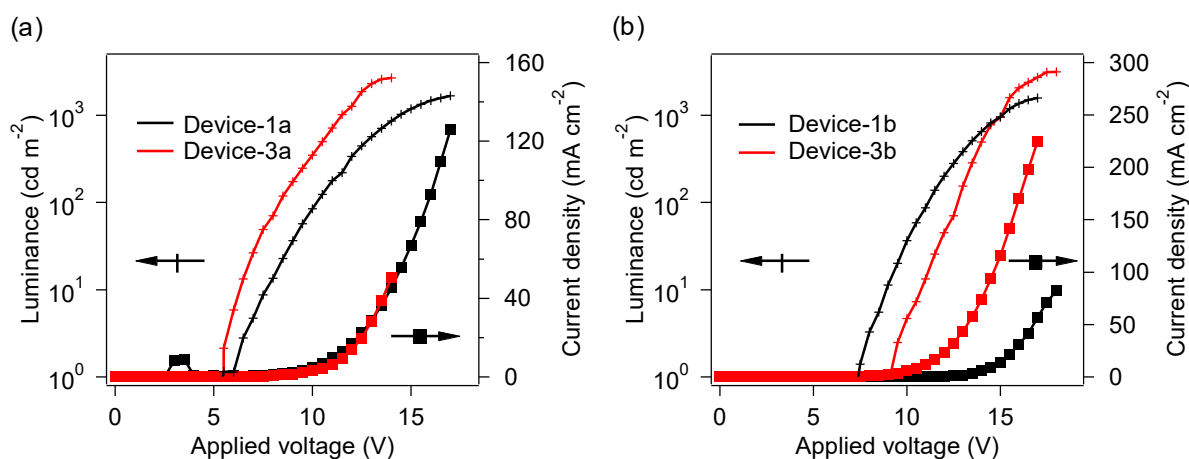 (a)
Luminance (cd m⁻²)
10³
10²
10¹
10⁰
Device-1a
Device-3a
160
120
80
40
0
Current density (mA cm⁻²)
0
5
10
15
Applied voltage (V)
(b)
Luminance (cd m⁻²)
10³
10²
10¹
10⁰
Device-1b
Device-3b
300
250
200
150
100
50
0
Current density (mA cm⁻²)
0
5
10
15
Applied voltage (V)